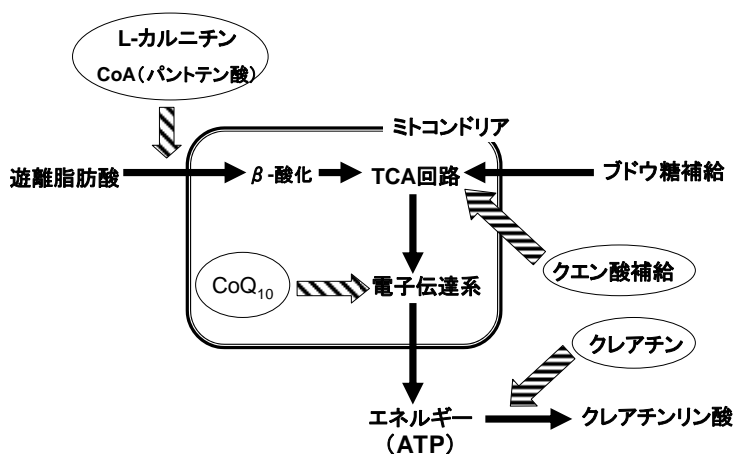 L-カルニチン
CoA(パントテン酸)
ミトコンドリア
遊離脂肪酸
β-酸化
TCA回路
ブドウ糖補給
CoQ10
電子伝達系
クエン酸補給
クレアチン
エネルギー
(ATP)
クレアチンリン酸